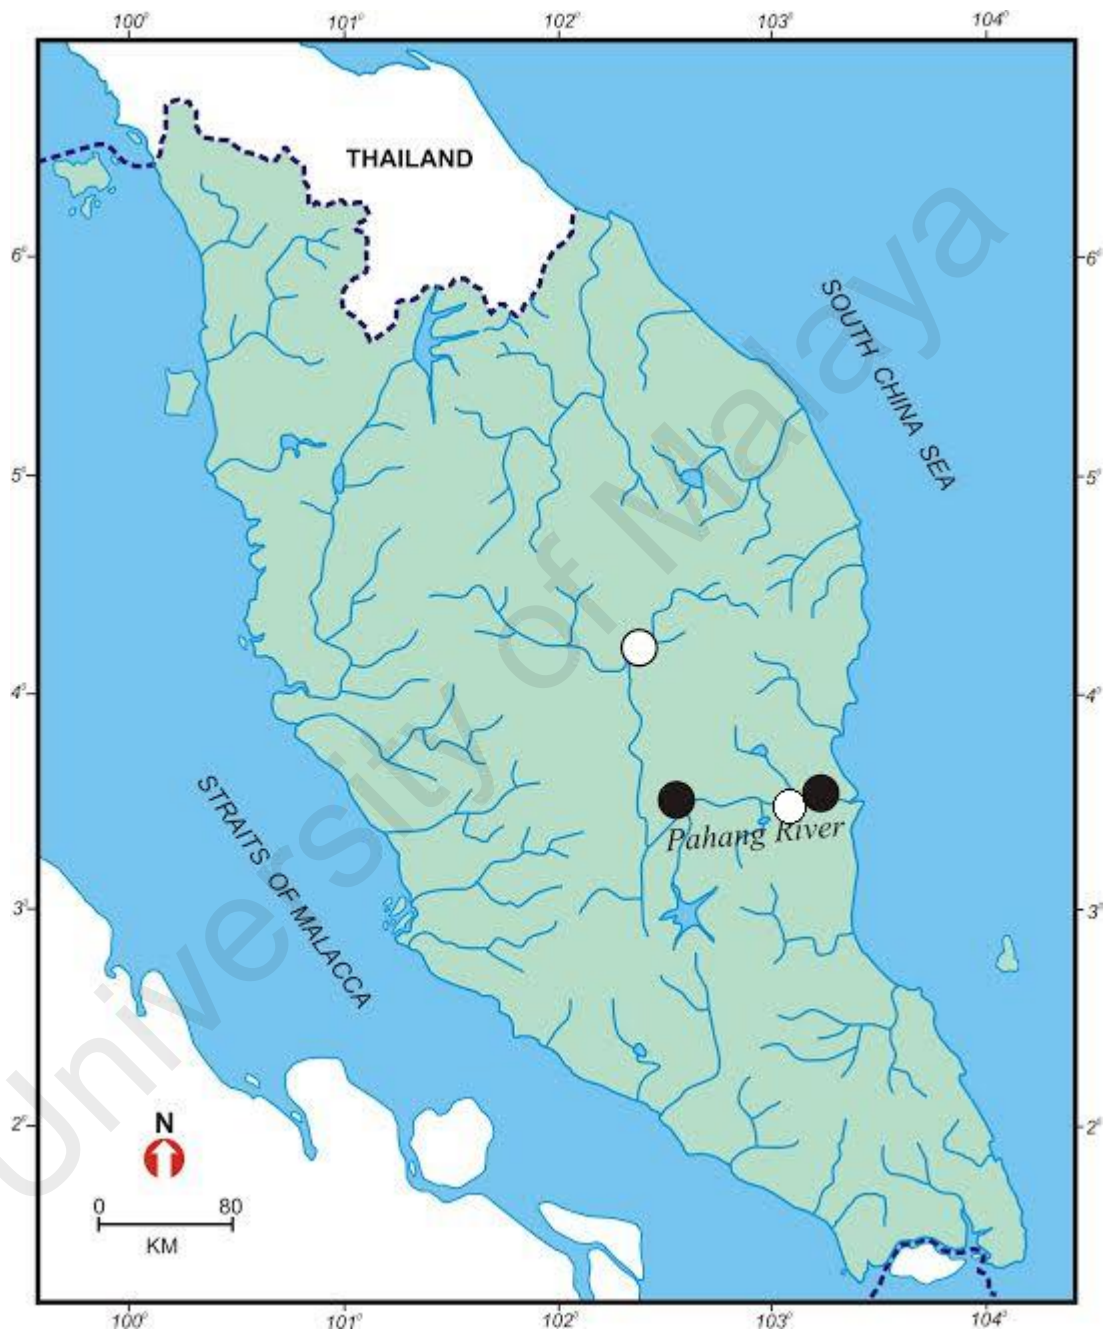 100° 101° 102° 103° 104°
THAILAND
6° 6°
SOUTH CHINA SEA
5° 5°
4° 4°
STRAITS OF MALACCA
Pahang River
3° 3°
2° 2°
N
0 80
KM
100° 101° 102° 103° 104°
University of Malaya